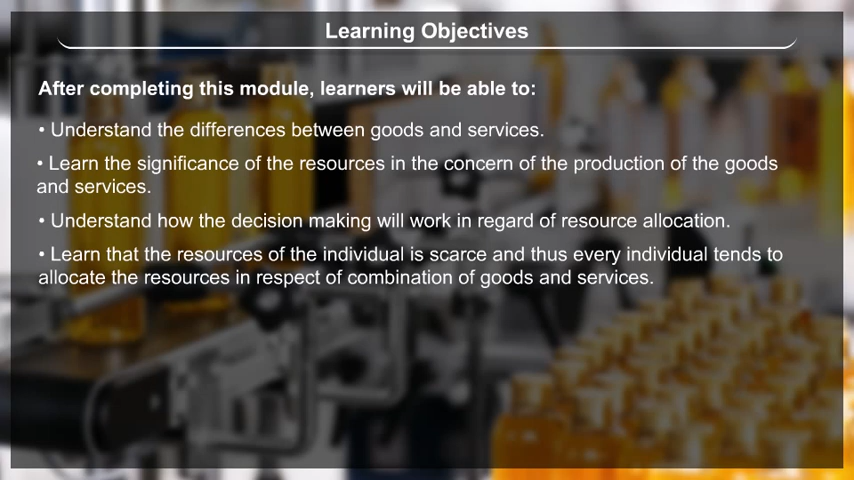 Learning Objectives
After completing this module, learners will be able to:
• Understand the differences between goods and services.
• Learn the significance of the resources in the concern of the production of the goods
and services.
• Understand how the decision making will work in regard of resource allocation.
• Learn that the resources of the individual is scarce and thus every individual tends to
allocate the resources in respect of combination of goods and services.